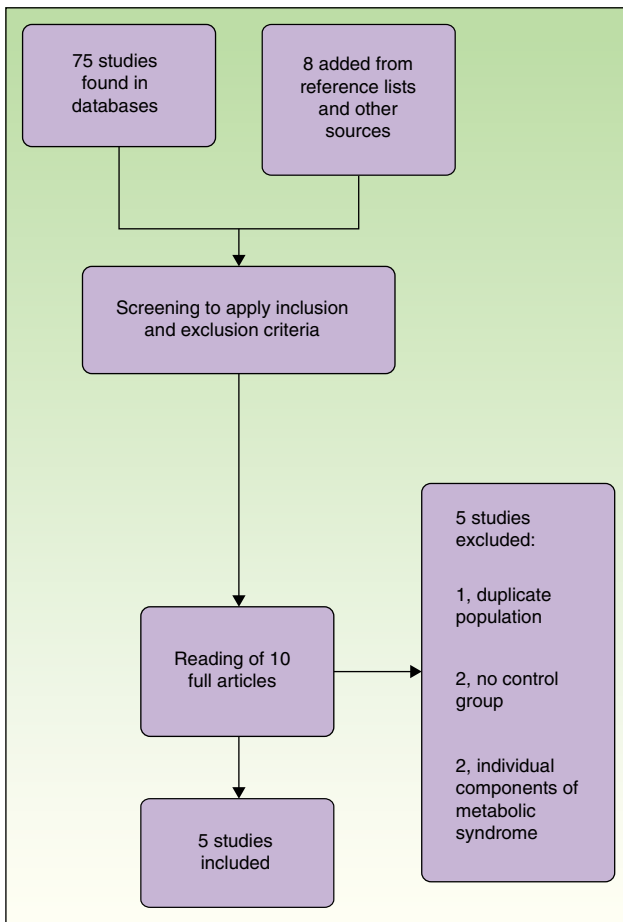 75 studies
found in
databases
8 added from
reference lists
and other
sources
Screening to apply inclusion
and exclusion criteria
Reading of 10
full articles
5 studies
excluded:
1, duplicate
population
2, no control
group
2, individual
components of
metabolic
syndrome
5 studies
included